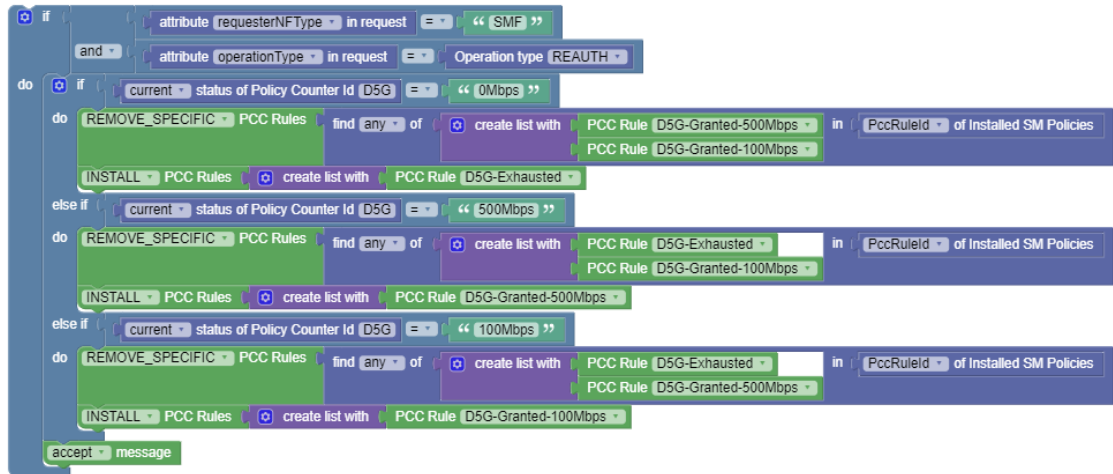 if attribute requesterNFType in request = “ SMF ”
and attribute operationType in request = Operation type REAUTH
do if current status of Policy Counter Id D5G = “ 0Mbps ”
do REMOVE_SPECIFIC PCC Rules find any of create list with PCC Rule D5G-Granted-500Mbps in PccRuleId of Installed SM Policies
PCC Rule D5G-Granted-100Mbps
INSTALL PCC Rules create list with PCC Rule D5G-Exhausted
else if current status of Policy Counter Id D5G = “ 500Mbps ”
do REMOVE_SPECIFIC PCC Rules find any of create list with PCC Rule D5G-Exhausted in PccRuleId of Installed SM Policies
PCC Rule D5G-Granted-100Mbps
INSTALL PCC Rules create list with PCC Rule D5G-Granted-500Mbps
else if current status of Policy Counter Id D5G = “ 100Mbps ”
do REMOVE_SPECIFIC PCC Rules find any of create list with PCC Rule D5G-Exhausted in PccRuleId of Installed SM Policies
PCC Rule D5G-Granted-500Mbps
INSTALL PCC Rules create list with PCC Rule D5G-Granted-100Mbps
accept message